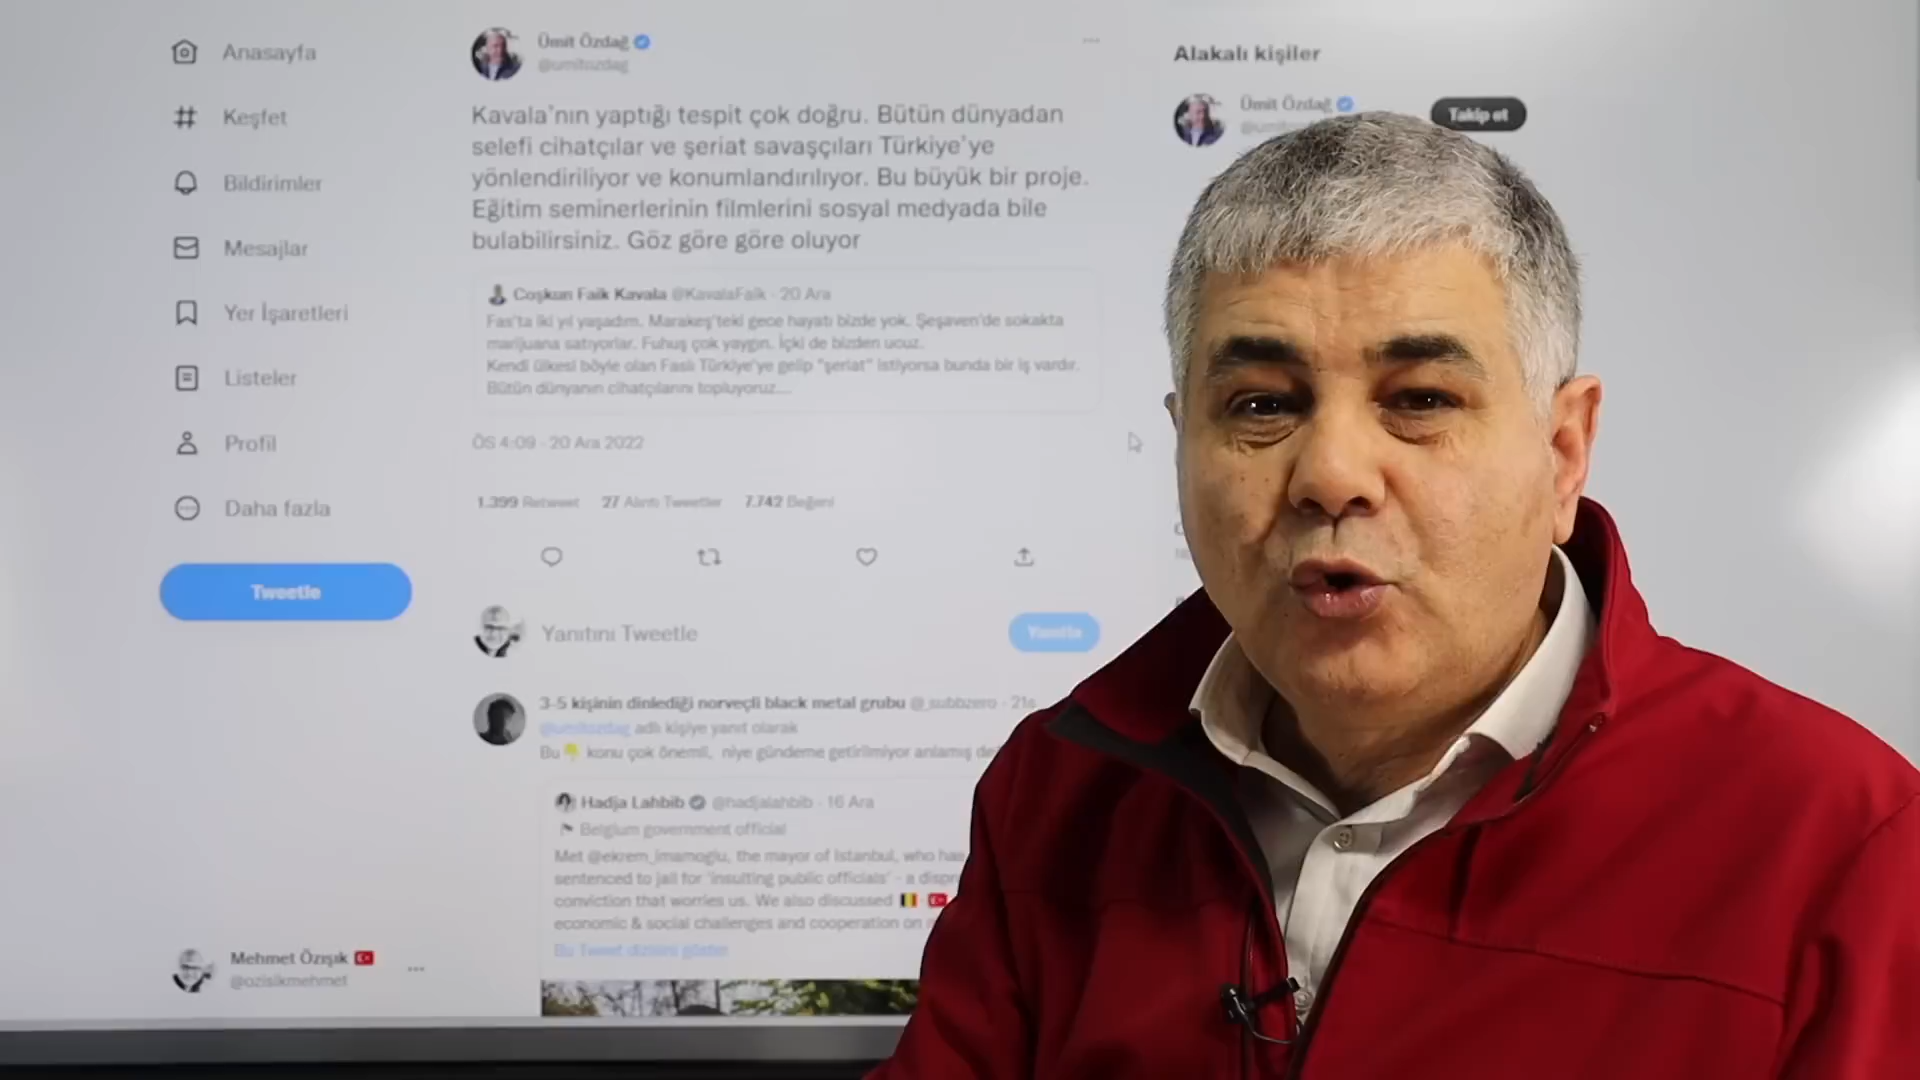 Anasayfa
Keşfet
Bildirimler
Mesajlar
Yer İşaretleri
Listeler
Profil
Daha fazla
Tweetle
Mehmet Özışık
@ozisikmehmet
Ümit Özdağ
@umitozdag
Kavala'nın yaptığı tespit çok doğru. Bütün dünyadan
selefi cihatçılar ve şeriat savaşçıları Türkiye'ye
yönlendiriliyor ve konumlandırılıyor. Bu büyük bir proje.
Eğitim seminerlerinin filmlerini sosyal medyada bile
bulabilirsiniz. Göz göre göre oluyor
Coşkun Faik Kavala @KavalaFaik · 20 Ara
Fas'ta iki yıl yaşadım. Marakeş'teki gece hayatı bizde yok. Şeşaven'de sokakta
marijuana satıyorlar. Fuhuş çok yaygın. İçki de bizden ucuz.
Kendi ülkesi böyle olan Faslı Türkiye'ye gelip "şeriat" istiyorsa bunda bir iş vardır.
Bütün dünyanın cihatçılarını topluyoruz....
ÖS 4:09 · 20 Ara 2022
1.399 Retweet 27 Alıntı Tweetler 7.742 Beğeni
Yanıtını Tweetle
Yanıtla
3-5 kişinin dinlediği norveçli black metal grubu @_subbzero · 21s
@umitozdag adlı kişiye yanıt olarak
Bu konu çok önemli, niye gündeme getirilmiyor anlamış
Hadja Lahbib @hadjalahbib · 16 Ara
Belgium government official
Met @ekrem_imamoglu, the mayor of Istanbul, who has
sentenced to jail for 'insulting public officials' - a
conviction that worries us. We also discussed
economic & social challenges and cooperation on
Bu Tweet dizisini göster
Alakalı kişiler
Ümit Özdağ
Takip et